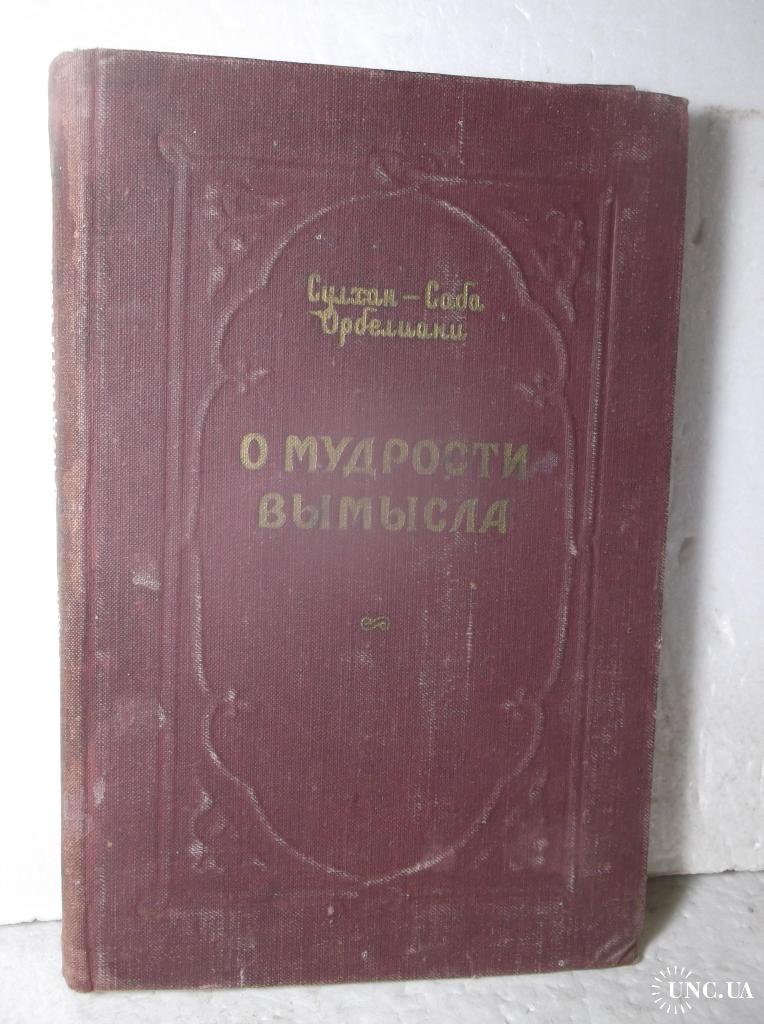 Сулхан – Саба
Орбелиани
О МУДРОСТИ
ВЫМЫСЛА
UNC.UA